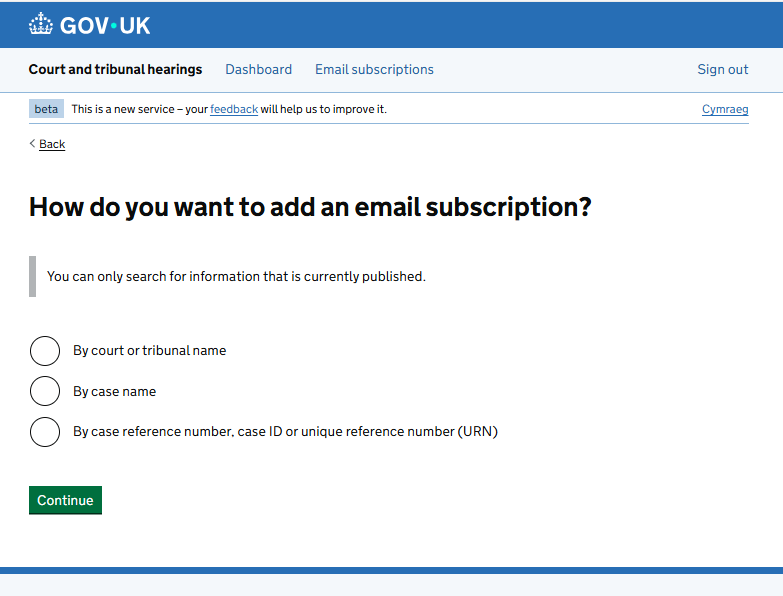 GOV·UK
Court and tribunal hearings Dashboard Email subscriptions Sign out
beta This is a new service – your feedback will help us to improve it. Cymraeg
Back
How do you want to add an email subscription?
You can only search for information that is currently published.
By court or tribunal name
By case name
By case reference number, case ID or unique reference number (URN)
Continue